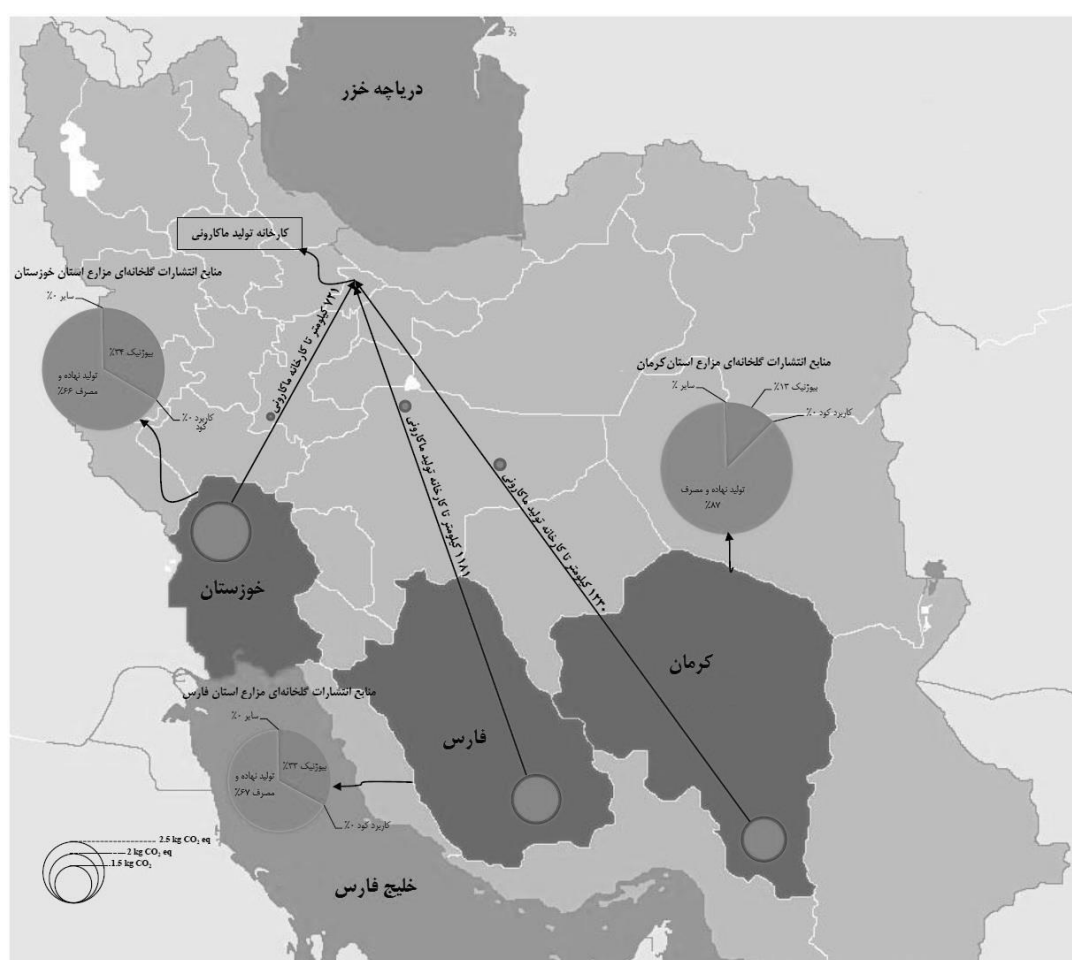 دریاچه خزر
کارخانه تولید ماکارونی
منابع انتشارات گلخانه‌ای مزارع استان خوزستان
سایر ۰٪
بیوژنیک ۳۴٪
تولید نهاده و
مصرف ۶۶٪
کاربرد ۰٪
کود
۷۲۱ کیلومتر تا کارخانه ماکارونی
۱۱۸۱ کیلومتر تا کارخانه تولید ماکارونی
۱۲۳۰ کیلومتر تا کارخانه تولید ماکارونی
منابع انتشارات گلخانه‌ای مزارع استان کرمان
سایر ٪
بیوژنیک ۱۳٪
کاربرد کود ۰٪
تولید نهاده و مصرف
۸۷٪
خوزستان
کرمان
فارس
منابع انتشارات گلخانه‌ای مزارع استان فارس
سایر ۰٪
بیوژنیک ۳۳٪
تولید نهاده و
مصرف ۶۷٪
کاربرد کود ۰٪
2.5 kg CO₂ eq
2 kg CO₂ eq
1.5 kg CO₂
خلیج فارس